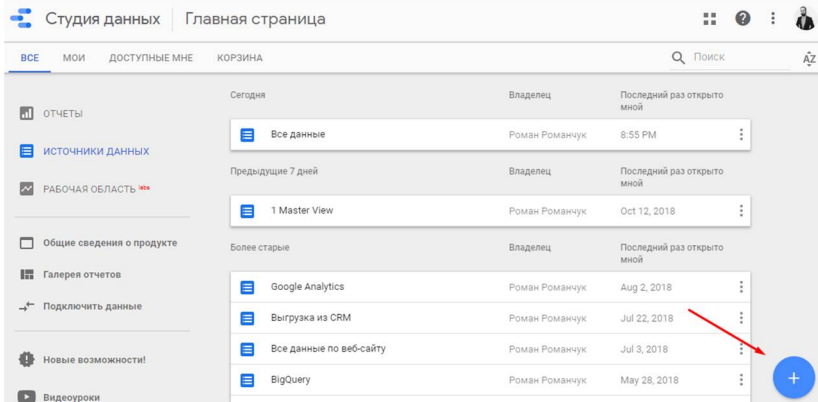 Студия данных Главная страница
ВСЕ МОИ ДОСТУПНЫЕ МНЕ КОРЗИНА Поиск AZ
ОТЧЕТЫ
ИСТОЧНИКИ ДАННЫХ
РАБОЧАЯ ОБЛАСТЬ labs
Общие сведения о продукте
Галерея отчетов
Подключить данные
Новые возможности!
Видеоуроки
Сегодня Владелец Последний раз открыто
мной
Все данные Роман Романчук 8:55 PM
Предыдущие 7 дней Владелец Последний раз открыто
мной
1 Master View Роман Романчук Oct 12, 2018
Более старые Владелец Последний раз открыто
мной
Google Analytics Роман Романчук Aug 2, 2018
Выгрузка из CRM Роман Романчук Jul 22, 2018
Все данные по веб-сайту Роман Романчук Jul 3, 2018
BigQuery Роман Романчук May 28, 2018